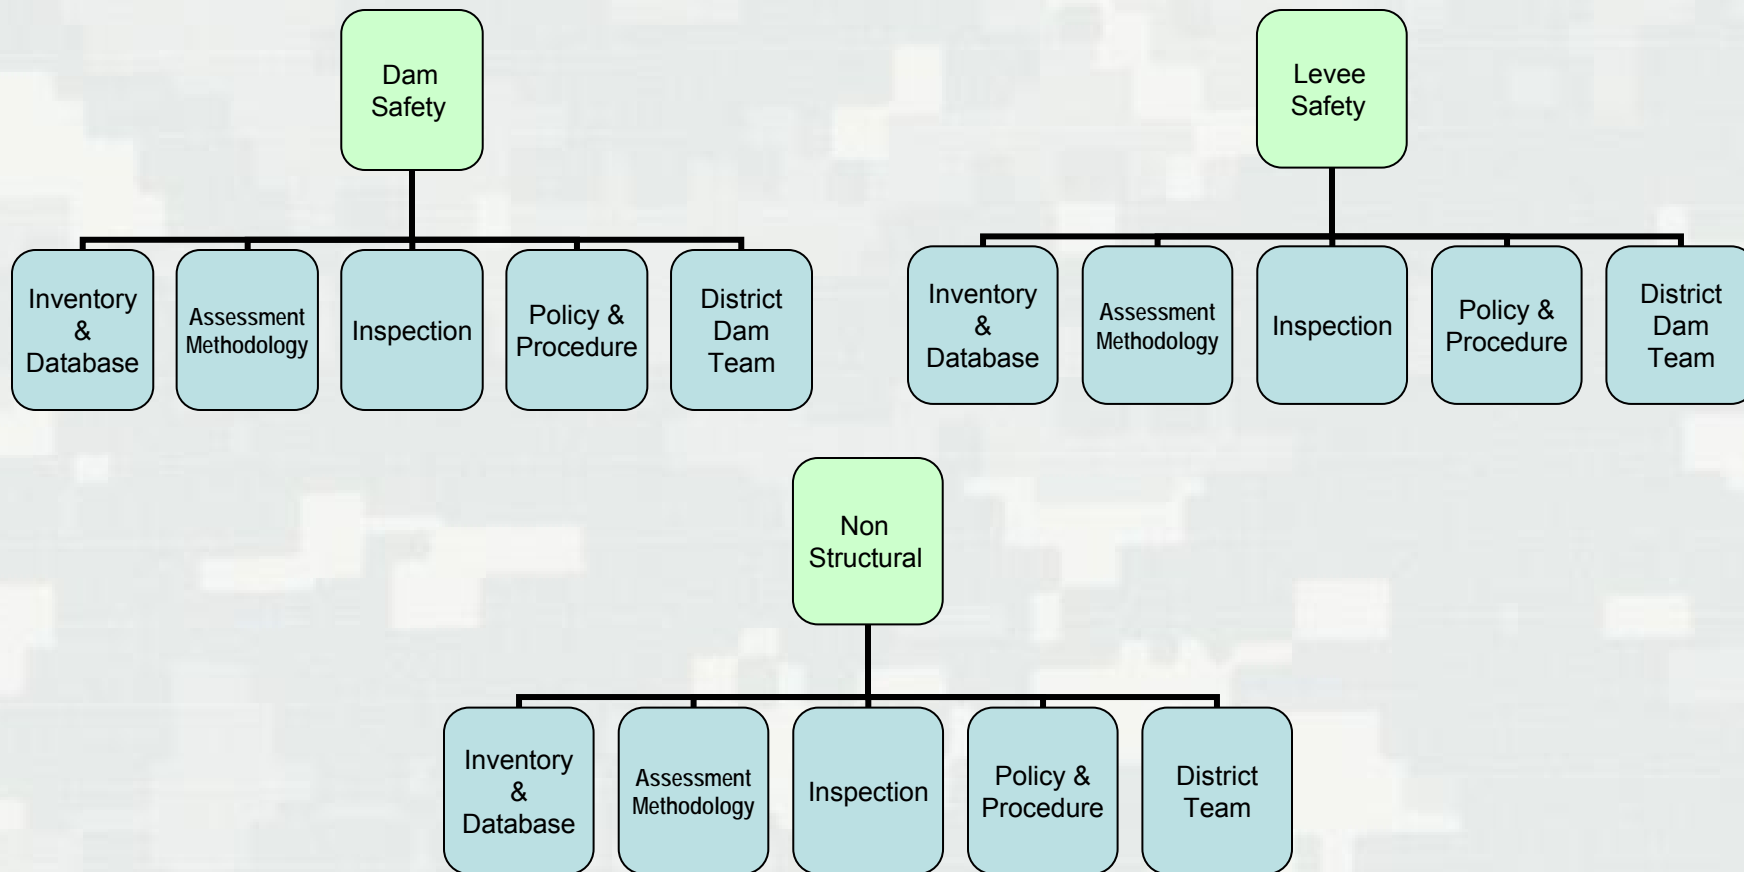 Dam
Safety
Inventory
&
Database
Assessment
Methodology
Inspection
Policy &
Procedure
District
Dam
Team
Levee
Safety
Inventory
&
Database
Assessment
Methodology
Inspection
Policy &
Procedure
District
Dam
Team
Non
Structural
Inventory
&
Database
Assessment
Methodology
Inspection
Policy &
Procedure
District
Team